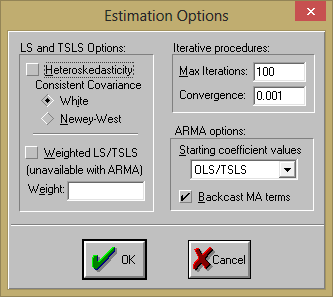 Estimation Options
LS and TSLS Options:
Heteroskedasticity
Consistent Covariance
White
Newey-West
Weighted LS/TSLS
(unavailable with ARMA)
Weight:
Iterative procedures:
Max Iterations: 100
Convergence: 0.001
ARMA options:
Starting coefficient values
OLS/TSLS
Backcast MA terms
OK
Cancel